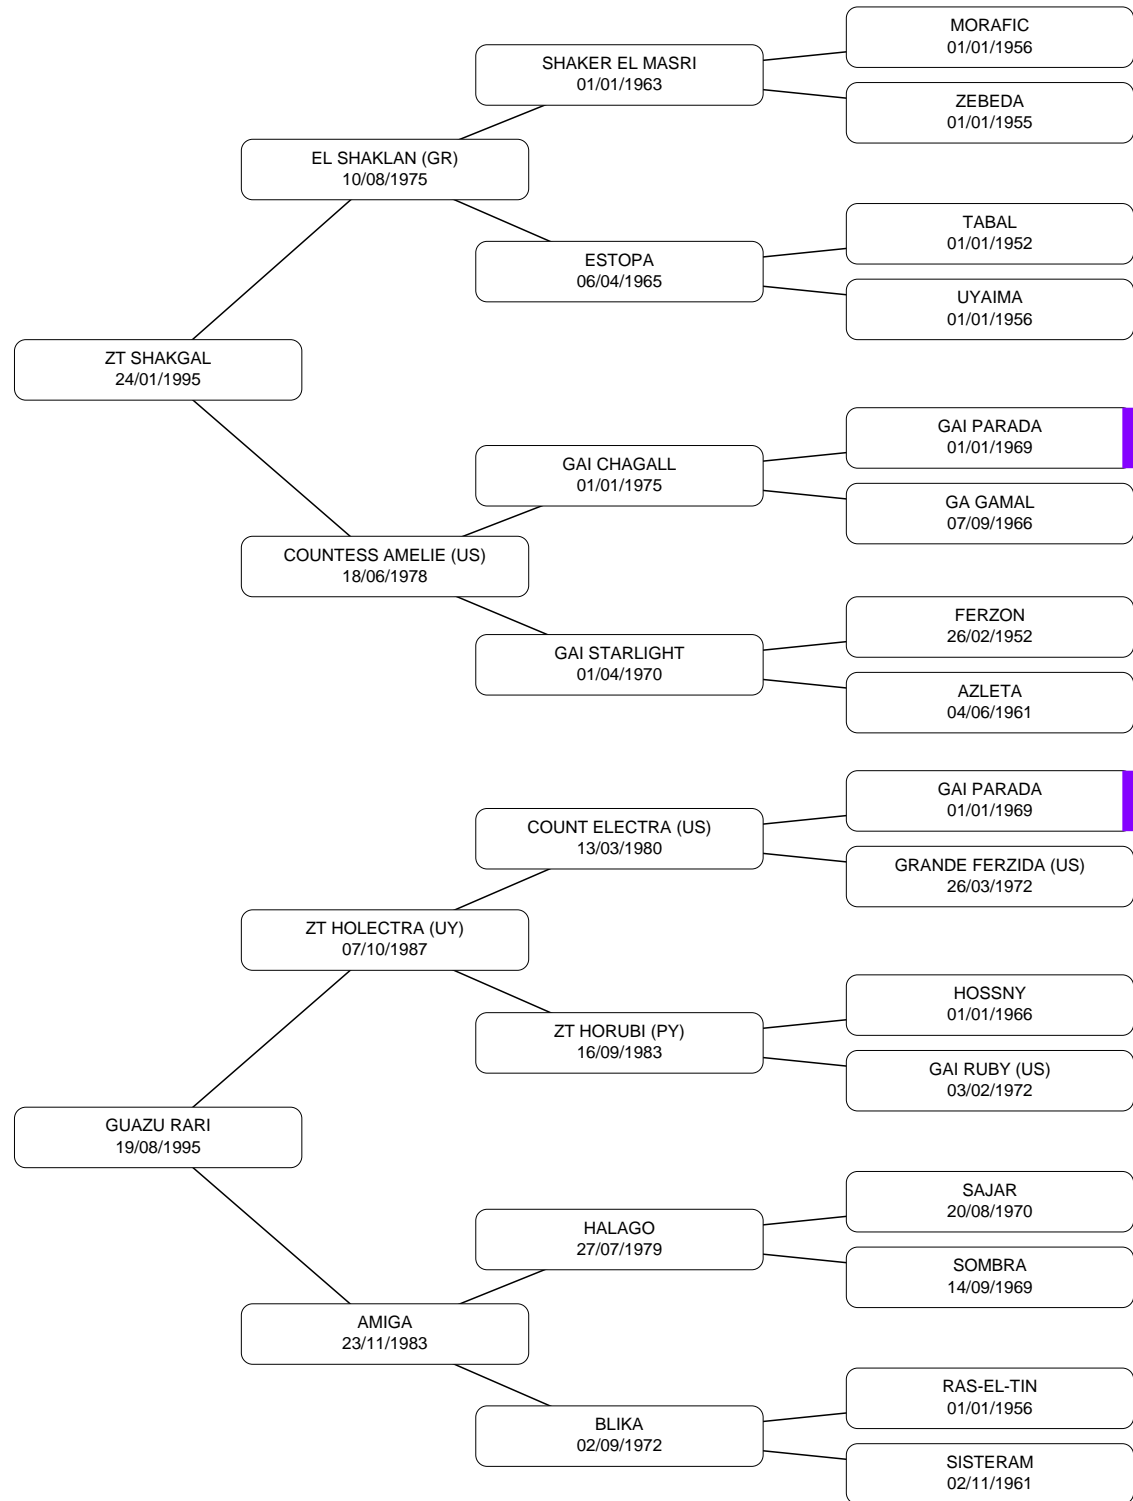 MORAFIC
01/01/1956
SHAKER EL MASRI
01/01/1963
ZEBEDA
01/01/1955
EL SHAKLAN (GR)
10/08/1975
TABAL
01/01/1952
ESTOPA
06/04/1965
UYAIMA
01/01/1956
ZT SHAKGAL
24/01/1995
GAI PARADA
01/01/1969
GAI CHAGALL
01/01/1975
GA GAMAL
07/09/1966
COUNTESS AMELIE (US)
18/06/1978
FERZON
26/02/1952
GAI STARLIGHT
01/04/1970
AZLETA
04/06/1961
GAI PARADA
01/01/1969
COUNT ELECTRA (US)
13/03/1980
GRANDE FERZIDA (US)
26/03/1972
ZT HOLECTRA (UY)
07/10/1987
HOSSNY
01/01/1966
ZT HORUBI (PY)
16/09/1983
GAI RUBY (US)
03/02/1972
GUAZU RARI
19/08/1995
SAJAR
20/08/1970
HALAGO
27/07/1979
SOMBRA
14/09/1969
AMIGA
23/11/1983
RAS-EL-TIN
01/01/1956
BLIKA
02/09/1972
SISTERAM
02/11/1961